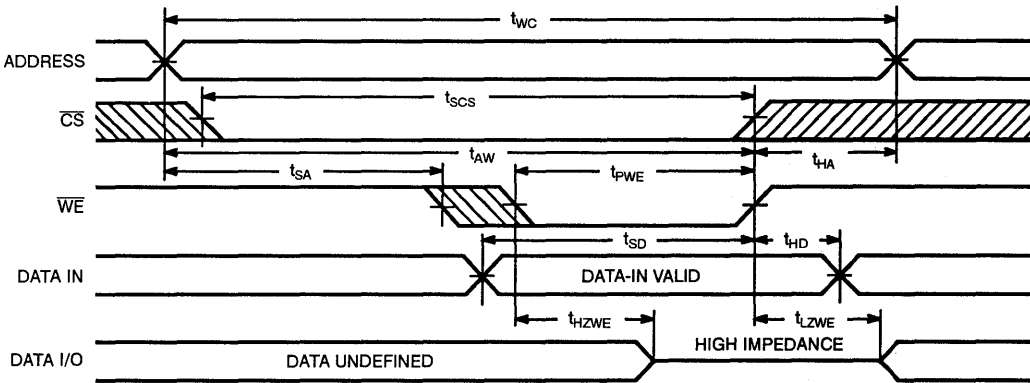 tWC
ADDRESS
tSCS
CS
tAW
tHA
tSA
tPWE
WE
tSD
tHD
DATA IN
DATA-IN VALID
tHZWE
tLZWE
HIGH IMPEDANCE
DATA I/O
DATA UNDEFINED